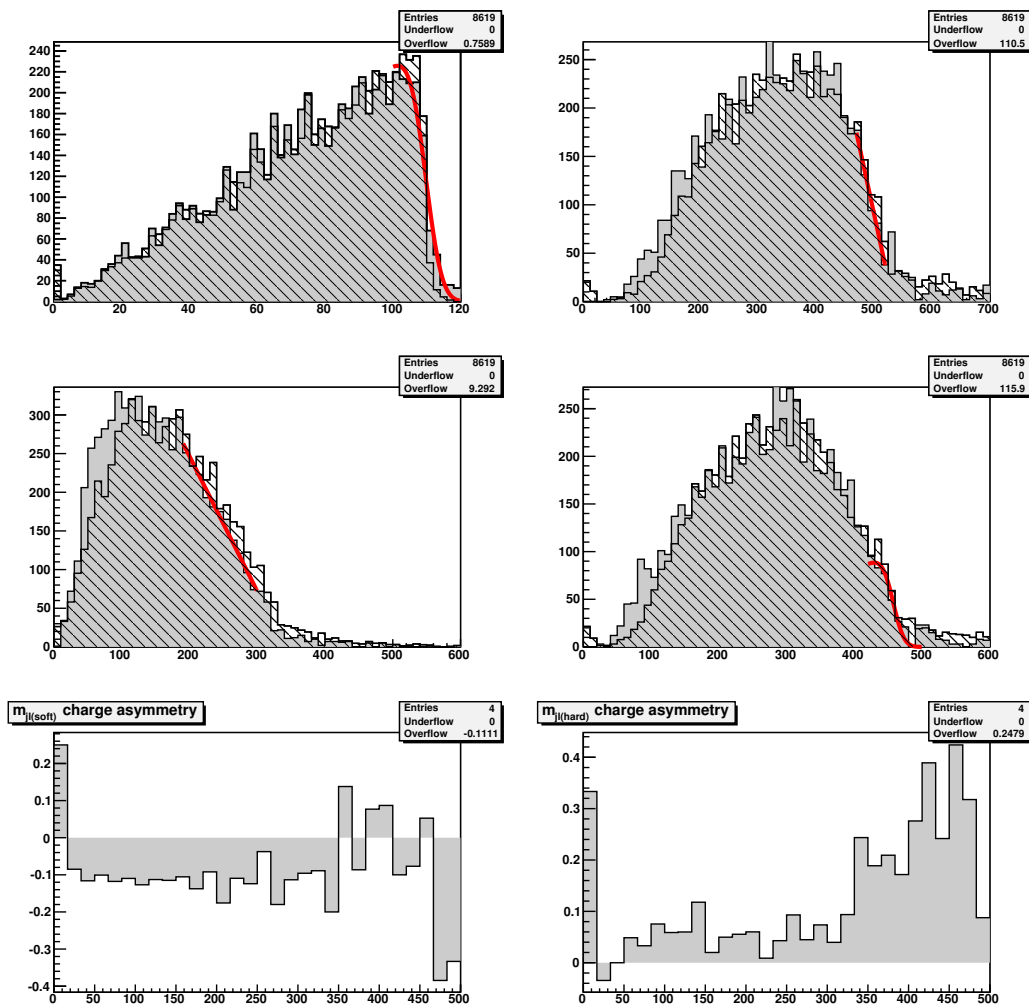 Entries 8619
Underflow 0
Overflow 0.7589
240
220
200
180
160
140
120
100
80
60
40
20
0
0 20 40 60 80 100 120
Entries 8619
Underflow 0
Overflow 110.5
250
200
150
100
50
0
0 100 200 300 400 500 600 700
Entries 8619
Underflow 0
Overflow 9.292
300
250
200
150
100
50
0
0 100 200 300 400 500 600
Entries 8619
Underflow 0
Overflow 115.9
250
200
150
100
50
0
0 100 200 300 400 500 600
m_jl(soft) charge asymmetry
Entries 4
Underflow 0
Overflow -0.1111
0.2
0.1
0
-0.1
-0.2
-0.3
-0.4
0 50 100 150 200 250 300 350 400 450 500
m_jl(hard) charge asymmetry
Entries 4
Underflow 0
Overflow 0.2479
0.4
0.3
0.2
0.1
0
0 50 100 150 200 250 300 350 400 450 500